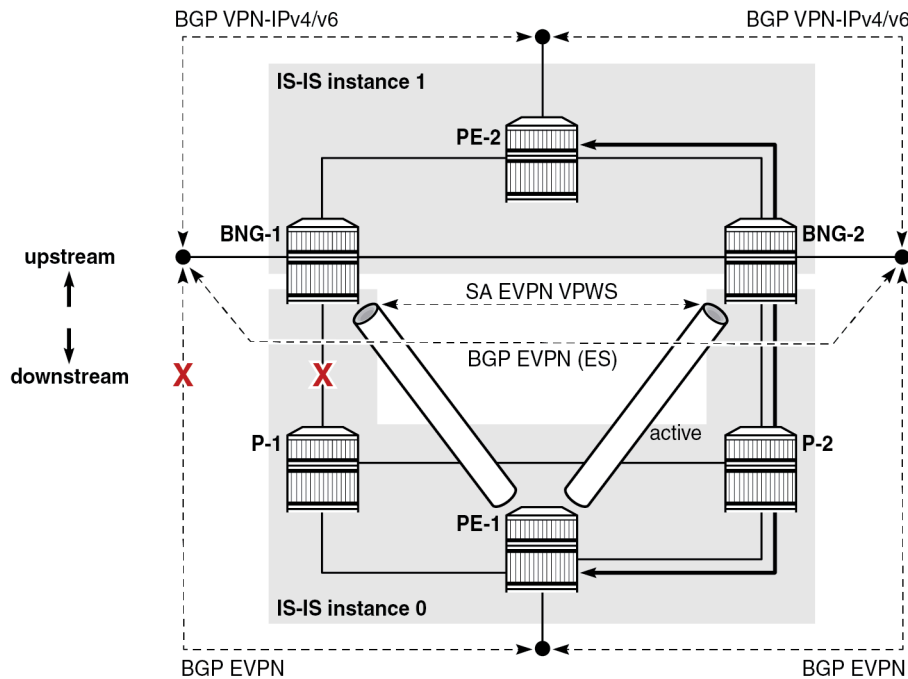 BGP VPN-IPv4/v6
BGP VPN-IPv4/v6
IS-IS instance 1
PE-2
BNG-1
BNG-2
upstream
SA EVPN VPWS
BGP EVPN (ES)
downstream
X
X
active
P-1
P-2
PE-1
IS-IS instance 0
BGP EVPN
BGP EVPN